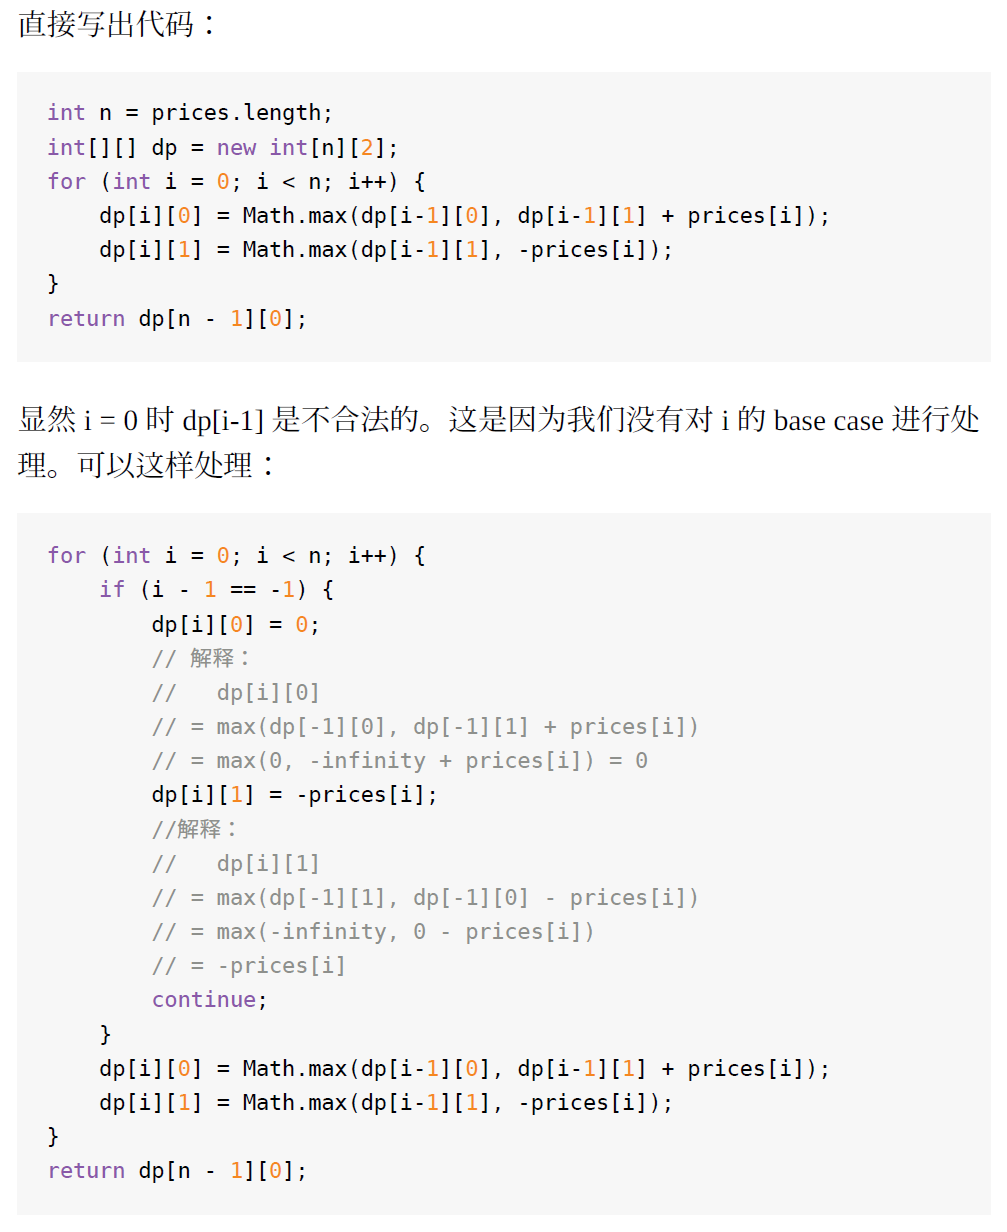 直接写出代码：
int n = prices.length;
int[][] dp = new int[n][2];
for (int i = 0; i < n; i++) {
    dp[i][0] = Math.max(dp[i-1][0], dp[i-1][1] + prices[i]);
    dp[i][1] = Math.max(dp[i-1][1], -prices[i]);
}
return dp[n - 1][0];
显然 i = 0 时 dp[i-1] 是不合法的。这是因为我们没有对 i 的 base case 进行处
理。可以这样处理：
for (int i = 0; i < n; i++) {
    if (i - 1 == -1) {
        dp[i][0] = 0;
        // 解释：
        //   dp[i][0]
        // = max(dp[-1][0], dp[-1][1] + prices[i])
        // = max(0, -infinity + prices[i]) = 0
        dp[i][1] = -prices[i];
        //解释：
        //   dp[i][1]
        // = max(dp[-1][1], dp[-1][0] - prices[i])
        // = max(-infinity, 0 - prices[i])
        // = -prices[i]
        continue;
    }
    dp[i][0] = Math.max(dp[i-1][0], dp[i-1][1] + prices[i]);
    dp[i][1] = Math.max(dp[i-1][1], -prices[i]);
}
return dp[n - 1][0];